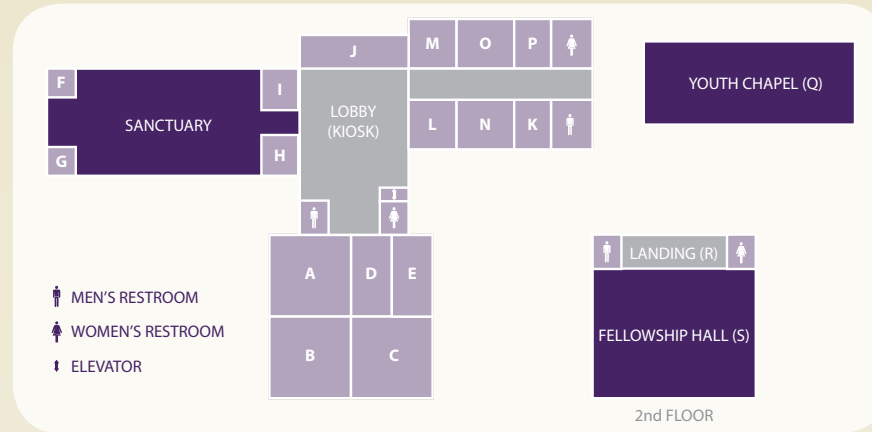 M
O
P
J
F
I
SANCTUARY
LOBBY
(KIOSK)
YOUTH CHAPEL (Q)
L
N
K
G
H
A
D
E
LANDING (R)
MEN'S RESTROOM
WOMEN'S RESTROOM
ELEVATOR
B
C
FELLOWSHIP HALL (S)
2nd FLOOR